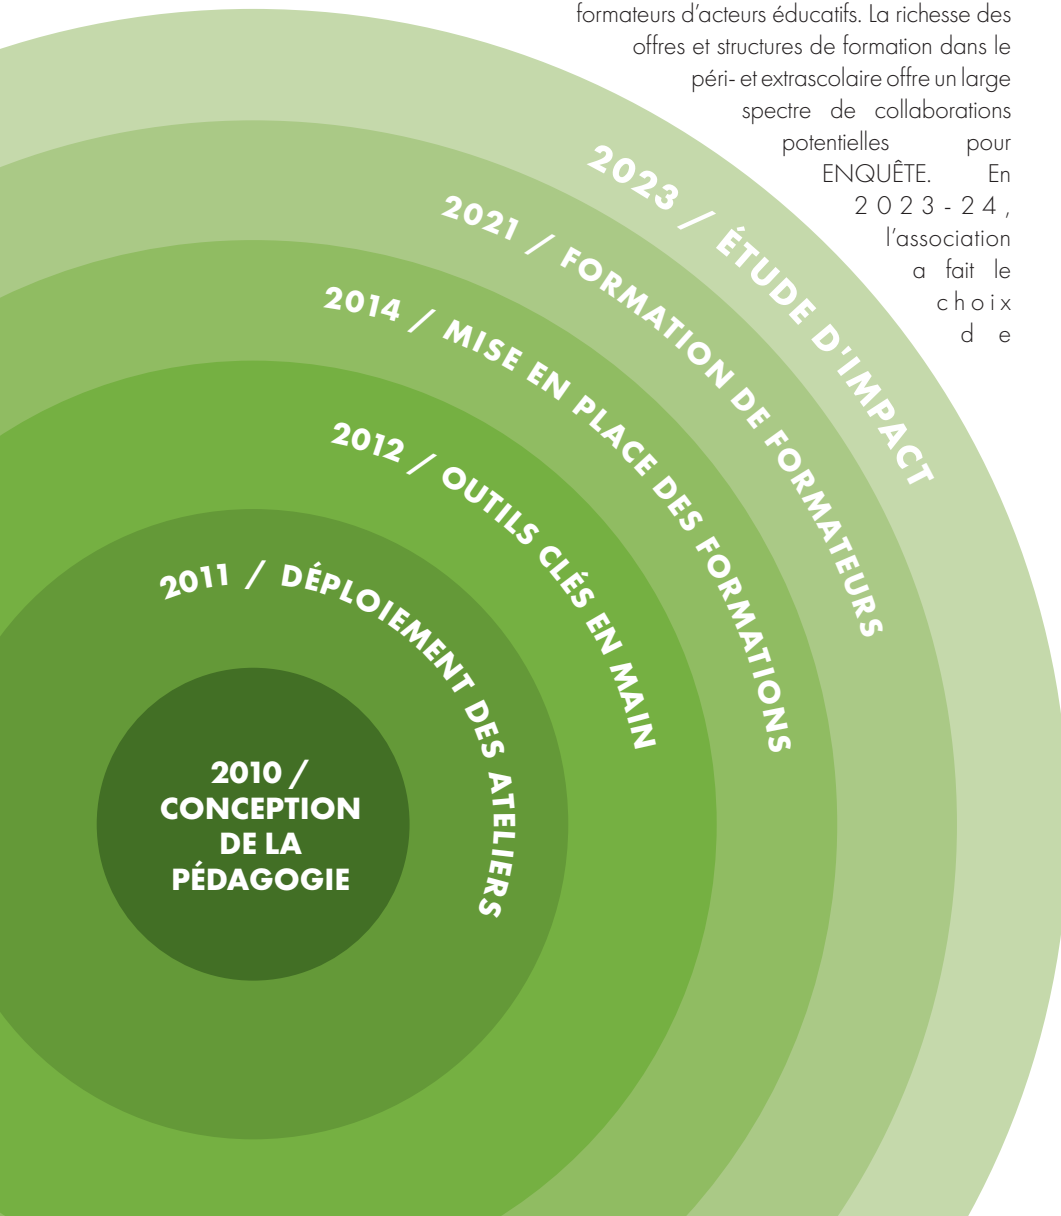 formateurs d’acteurs éducatifs. La richesse des
offres et structures de formation dans le
péri- et extrascolaire offre un large
spectre de collaborations
potentielles pour
ENQUÊTE. En
2023-24,
l’association
a fait le
choix
de
2023 / ÉTUDE D'IMPACT
2021 / FORMATION DE FORMATEURS
2014 / MISE EN PLACE DES FORMATIONS
2012 / OUTILS CLÉS EN MAIN
2011 / DÉPLOIEMENT DES ATELIERS
2010 /
CONCEPTION
DE LA
PÉDAGOGIE